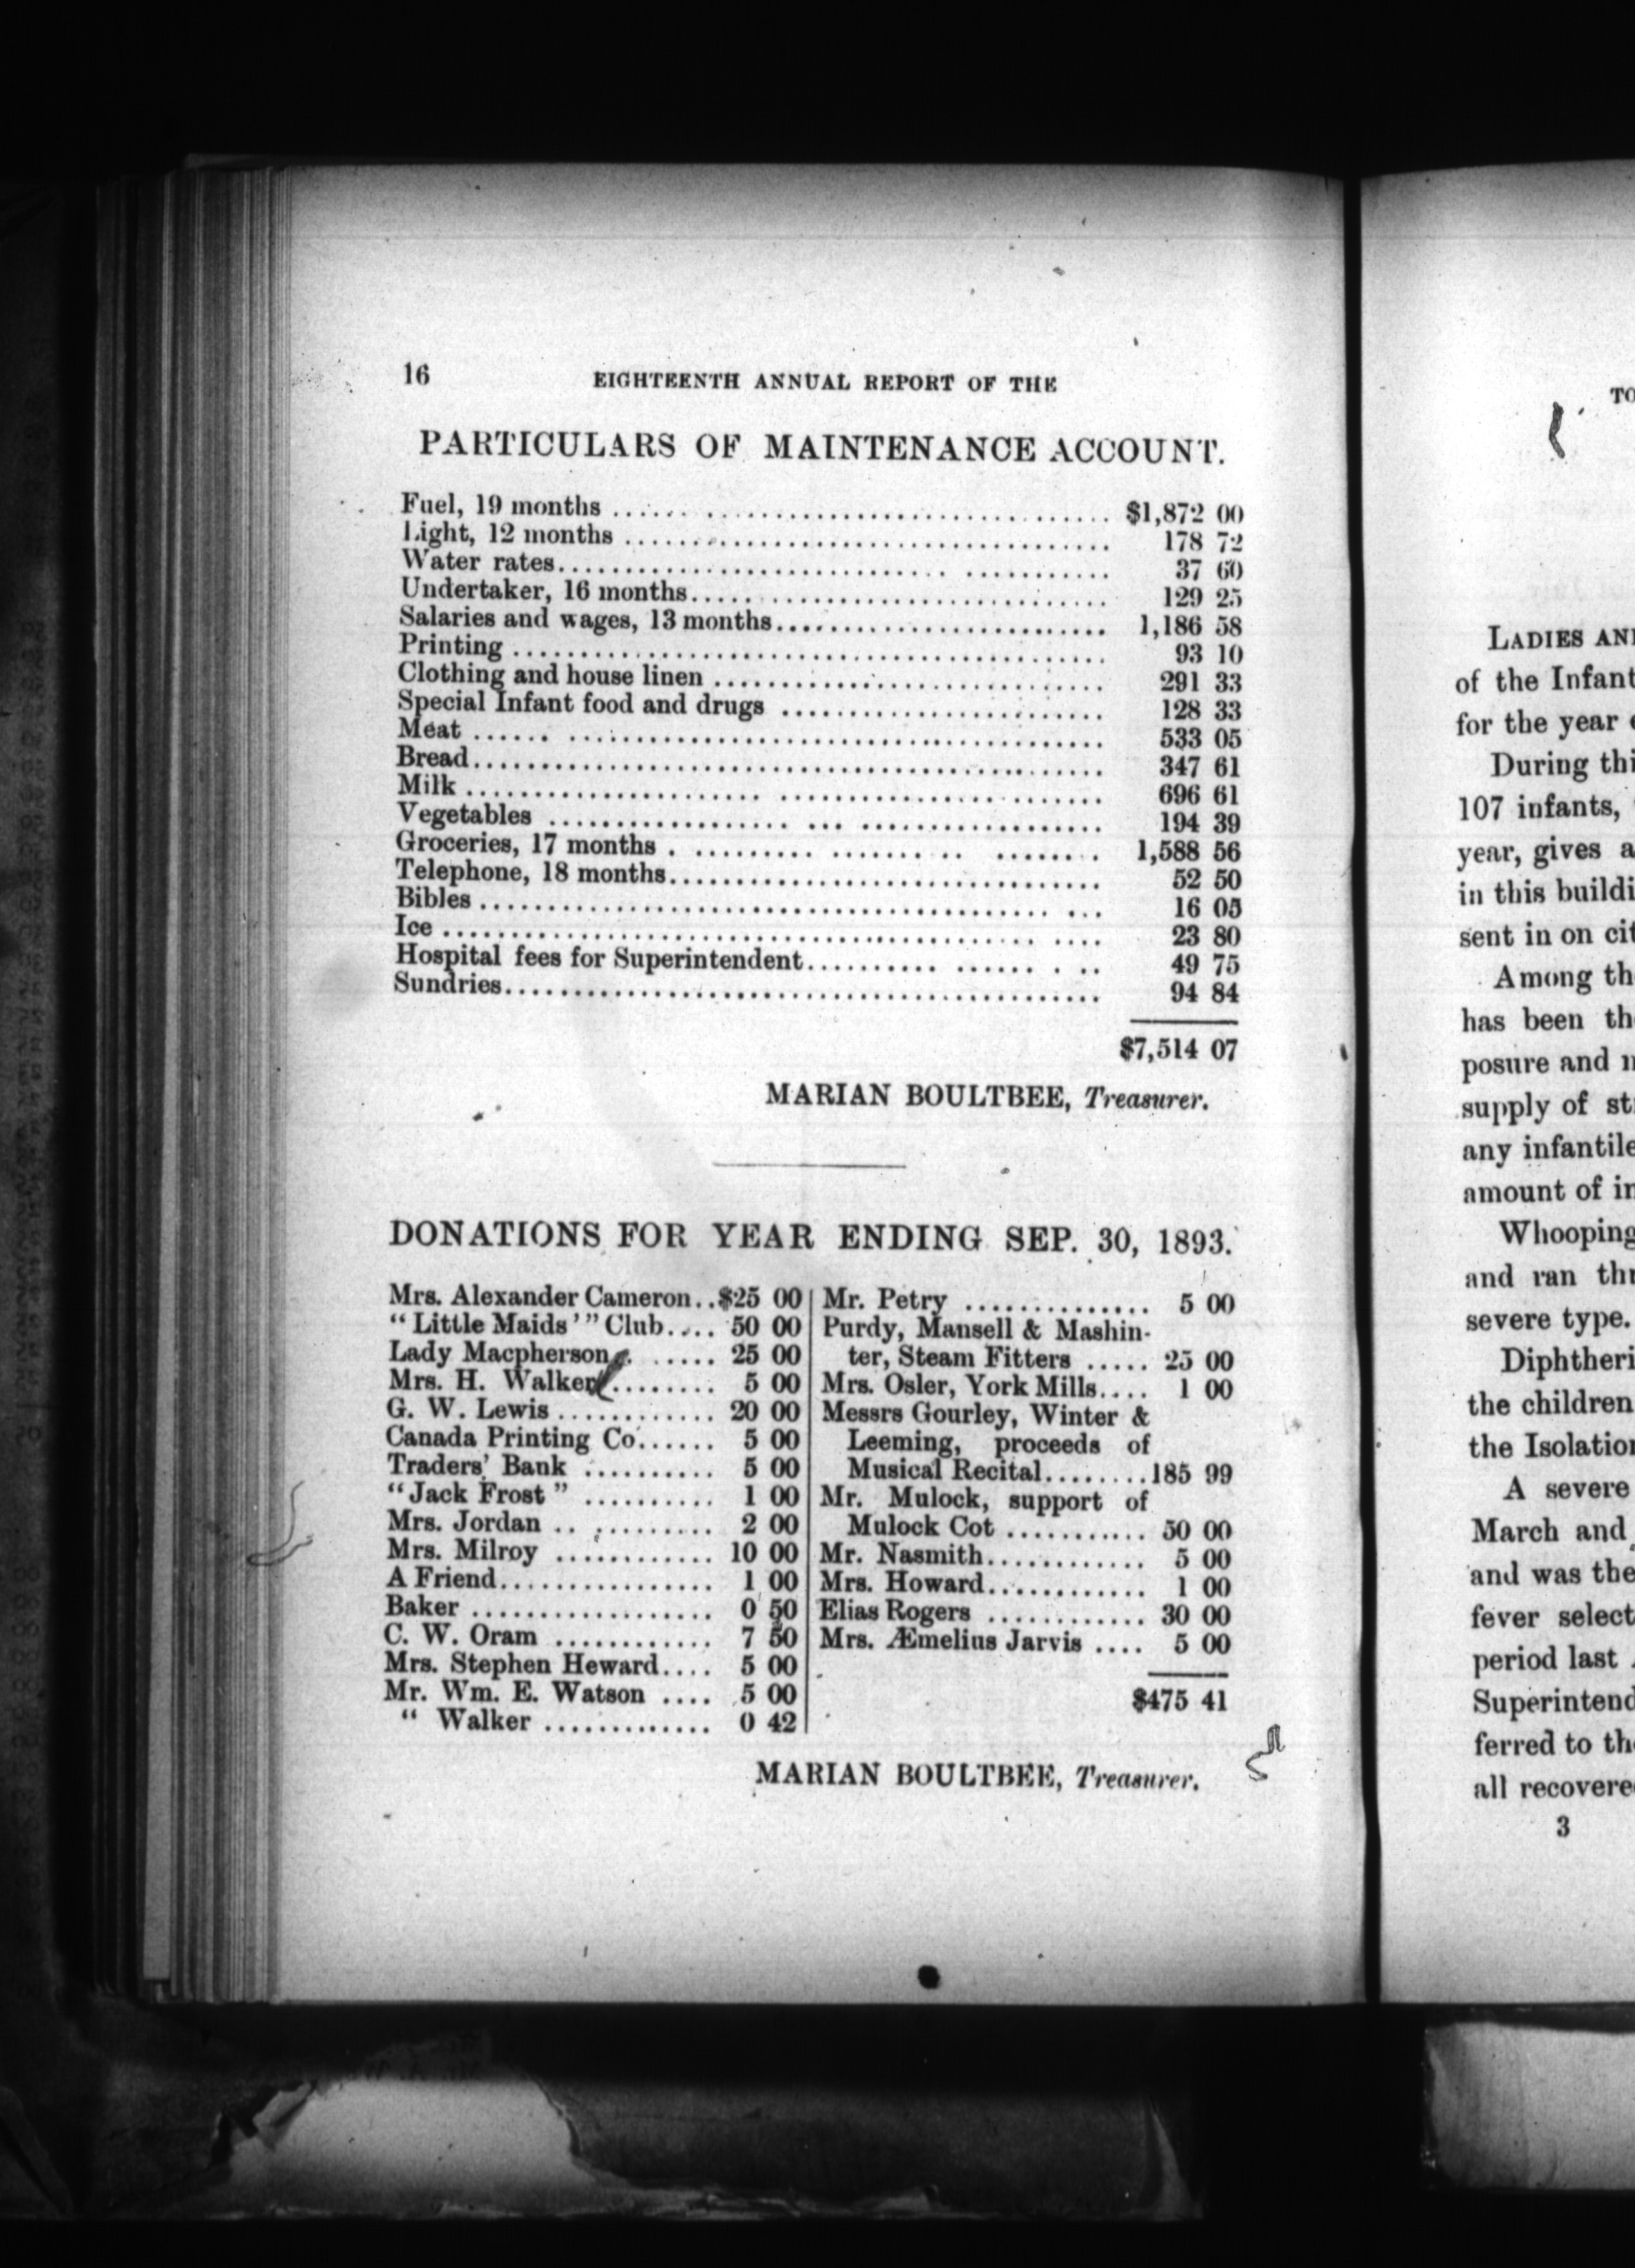 16 EIGHTEENTH ANNUAL REPORT OF THE
PARTICULARS OF MAINTENANCE ACCOUNT.
Fuel, 19 months ........ $1,872 00
Light, 12 months ........ 178 72
Water rates........ 37 60
Undertaker, 16 months........ 129 25
Salaries and wages, 13 months........ 1,186 58
Printing ........ 93 10
Clothing and house linen ........ 291 33
Special Infant food and drugs ........ 128 33
Meat ........ 533 05
Bread........ 347 61
Milk ........ 696 61
Vegetables ........ 194 39
Groceries, 17 months ........ 1,588 56
Telephone, 18 months........ 52 50
Bibles ........ 16 05
Ice ........ 23 80
Hospital fees for Superintendent........ 49 75
Sundries........ 94 84
$7,514 07
MARIAN BOULTBEE, Treasurer.
DONATIONS FOR YEAR ENDING SEP. 30, 1893.
Mrs. Alexander Cameron..$25 00
"Little Maids'" Club.... 50 00
Lady Macpherson. ..... 25 00
Mrs. H. Walker........ 5 00
G. W. Lewis ............ 20 00
Canada Printing Co...... 5 00
Traders' Bank .......... 5 00
"Jack Frost" .......... 1 00
Mrs. Jordan .. ......... 2 00
Mrs. Milroy ............ 10 00
A Friend................ 1 00
Baker .................. 0 50
C. W. Oram ............ 7 50
Mrs. Stephen Heward.... 5 00
Mr. Wm. E. Watson .... 5 00
" Walker ............. 0 42
Mr. Petry .............. 5 00
Purdy, Mansell & Mashin-
ter, Steam Fitters ..... 25 00
Mrs. Osler, York Mills.... 1 00
Messrs Gourley, Winter &
Leeming, proceeds of
Musical Recital........185 99
Mr. Mulock, support of
Mulock Cot ........... 50 00
Mr. Nasmith............ 5 00
Mrs. Howard............ 1 00
Elias Rogers ............ 30 00
Mrs. Æmelius Jarvis .... 5 00
$475 41
MARIAN BOULTBEE, Treasurer.
TO
LADIES AN
of the Infant
for the year
During thi
107 infants,
year, gives a
in this buildi
sent in on cit
Among th
has been th
posure and
supply of st
any infantile
amount of in
Whooping
and ran thr
severe type.
Diphtheri
the children
the Isolation
A severe
March and
and was the
fever select
period last
Superintend
ferred to th
all recovere
3